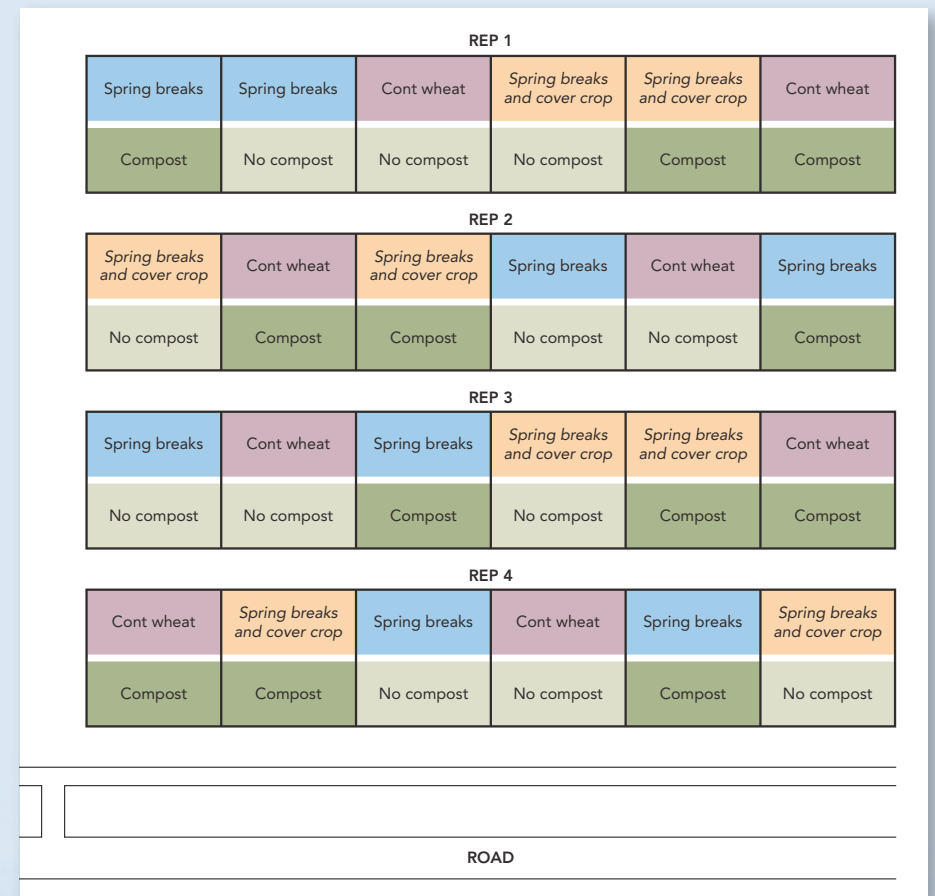 REP 1
Spring breaks
Spring breaks
Cont wheat
Spring breaks
and cover crop
Spring breaks
and cover crop
Cont wheat
Compost
No compost
No compost
No compost
Compost
Compost
REP 2
Spring breaks
and cover crop
Cont wheat
Spring breaks
and cover crop
Spring breaks
Cont wheat
Spring breaks
No compost
Compost
Compost
No compost
No compost
Compost
REP 3
Spring breaks
Cont wheat
Spring breaks
Spring breaks
and cover crop
Spring breaks
and cover crop
Cont wheat
No compost
No compost
Compost
No compost
Compost
Compost
REP 4
Cont wheat
Spring breaks
and cover crop
Spring breaks
Cont wheat
Spring breaks
Spring breaks
and cover crop
Compost
Compost
No compost
No compost
Compost
No compost
ROAD